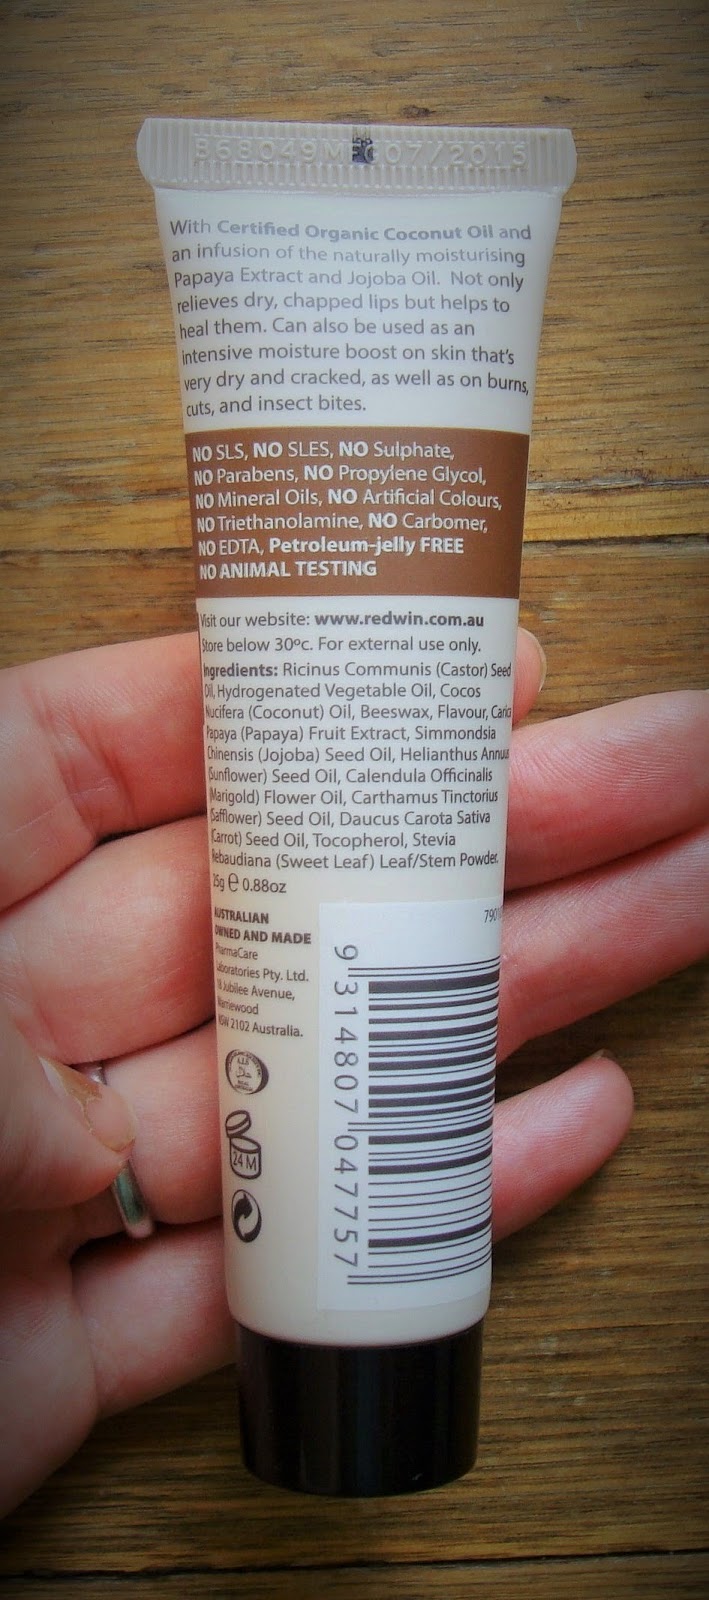 B68049M 07/2015
With Certified Organic Coconut Oil and
an infusion of the naturally moisturising
Papaya Extract and Jojoba Oil. Not only
relieves dry, chapped lips but helps to
heal them. Can also be used as an
intensive moisture boost on skin that's
very dry and cracked, as well as on burns,
cuts, and insect bites.
NO SLS, NO SLES, NO Sulphate,
NO Parabens, NO Propylene Glycol,
NO Mineral Oils, NO Artificial Colours,
NO Triethanolamine, NO Carbomer,
NO EDTA, Petroleum-jelly FREE
NO ANIMAL TESTING
Visit our website: www.redwin.com.au
Store below 30ºc. For external use only.
Ingredients: Ricinus Communis (Castor) Seed
Oil, Hydrogenated Vegetable Oil, Cocos
Nucifera (Coconut) Oil, Beeswax, Flavour, Carica
Papaya (Papaya) Fruit Extract, Simmondsia
Chinensis (Jojoba) Seed Oil, Helianthus Annuus
(Sunflower) Seed Oil, Calendula Officinalis
(Marigold) Flower Oil, Carthamus Tinctorius
(Safflower) Seed Oil, Daucus Carota Sativa
(Carrot) Seed Oil, Tocopherol, Stevia
Rebaudiana (Sweet Leaf) Leaf/Stem Powder.
25g e 0.88oz
AUSTRALIAN
OWNED AND MADE
PharmaCare
Laboratories Pty. Ltd.
18 Jubilee Avenue,
Warriewood
NSW 2102 Australia.
24 M
9 314807 047757